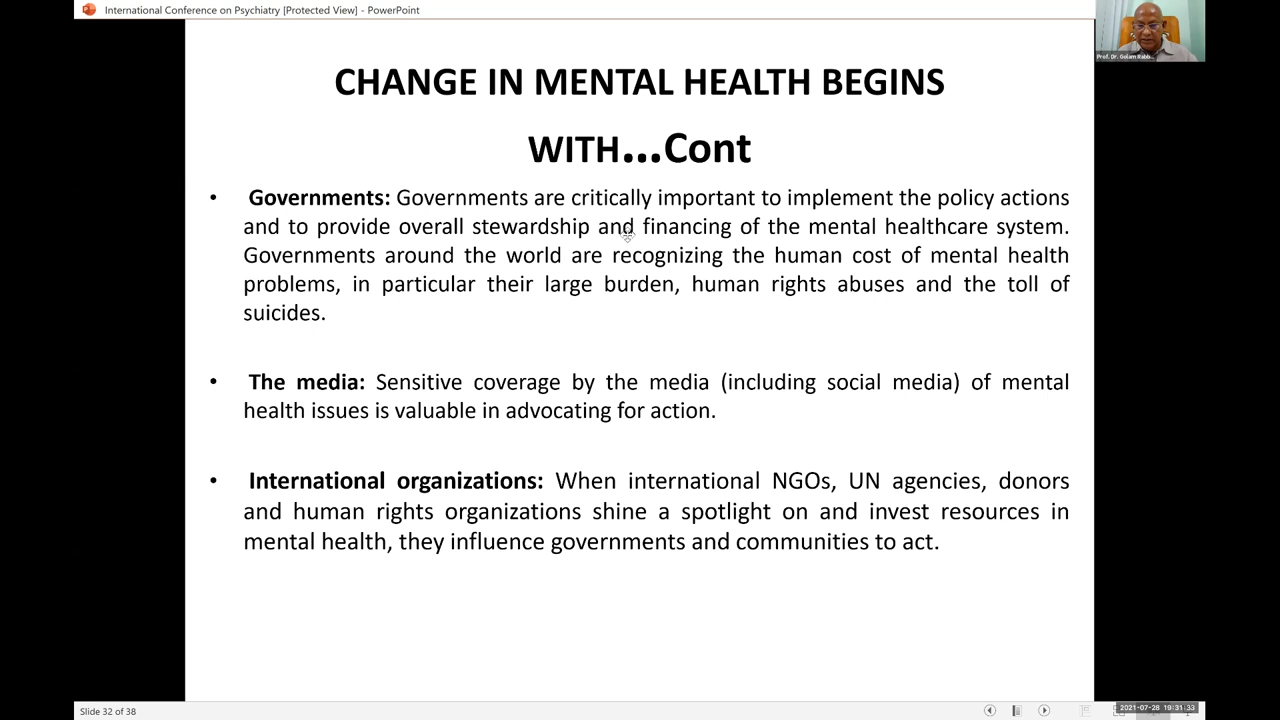 International Conference on Psychiatry [Protected View] - PowerPoint
Prof. Dr. Golam Rabb...
CHANGE IN MENTAL HEALTH BEGINS
WITH...Cont
• Governments: Governments are critically important to implement the policy actions
and to provide overall stewardship and financing of the mental healthcare system.
Governments around the world are recognizing the human cost of mental health
problems, in particular their large burden, human rights abuses and the toll of
suicides.
• The media: Sensitive coverage by the media (including social media) of mental
health issues is valuable in advocating for action.
• International organizations: When international NGOs, UN agencies, donors
and human rights organizations shine a spotlight on and invest resources in
mental health, they influence governments and communities to act.
Slide 32 of 38
2021-07-28 19:31:33